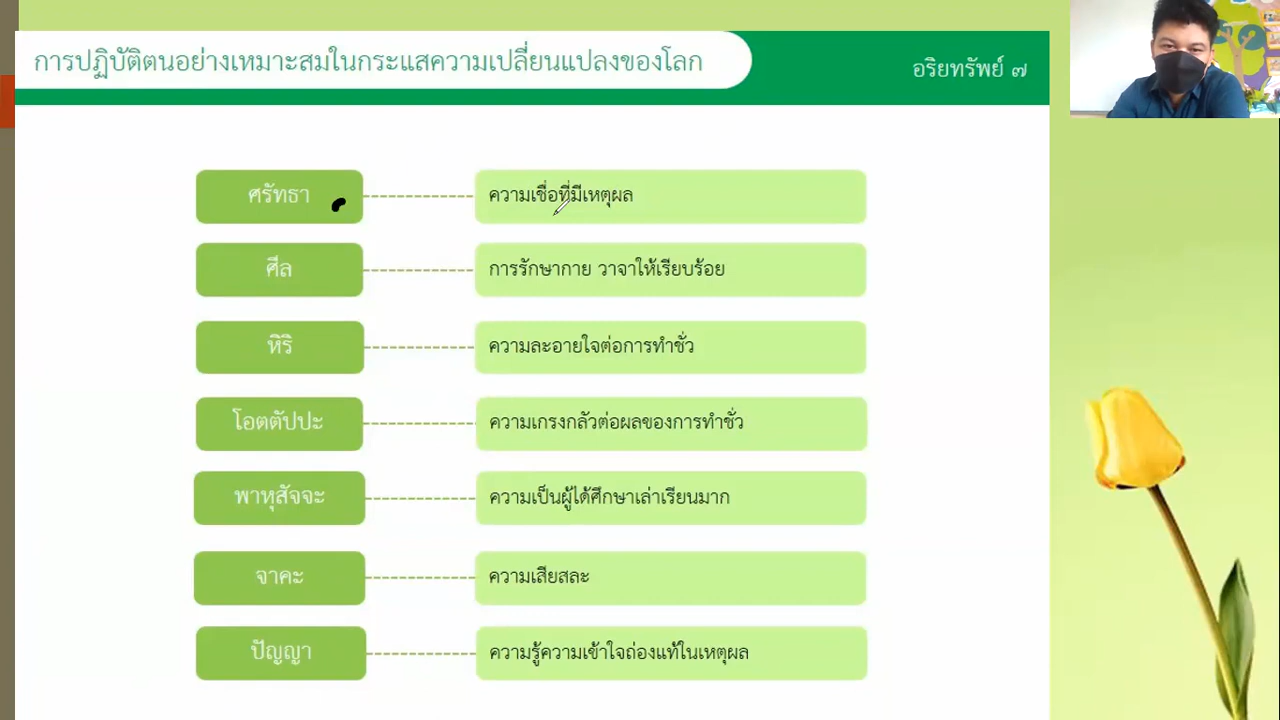 การปฏิบัติตนอย่างเหมาะสมในกระแสความเปลี่ยนแปลงของโลก
อริยทรัพย์ ๗
ศรัทธา ความเชื่อที่มีเหตุผล
ศีล การรักษากาย วาจาให้เรียบร้อย
หิริ ความละอายใจต่อการทำชั่ว
โอตตัปปะ ความเกรงกลัวต่อผลของการทำชั่ว
พาหุสัจจะ ความเป็นผู้ได้ศึกษาเล่าเรียนมาก
จาคะ ความเสียสละ
ปัญญา ความรู้ความเข้าใจถ่องแท้ในเหตุผล